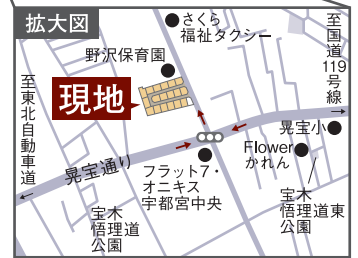 拡大図
さくら
福祉タクシー
至国道119号線
野沢保育園
現地
至東北自動車道
晃宝小
Flower
かれん
晃宝通り
フラット7・
オニキス
宇都宮中央
宝木
悟理道東
公園
宝木
悟理道
公園